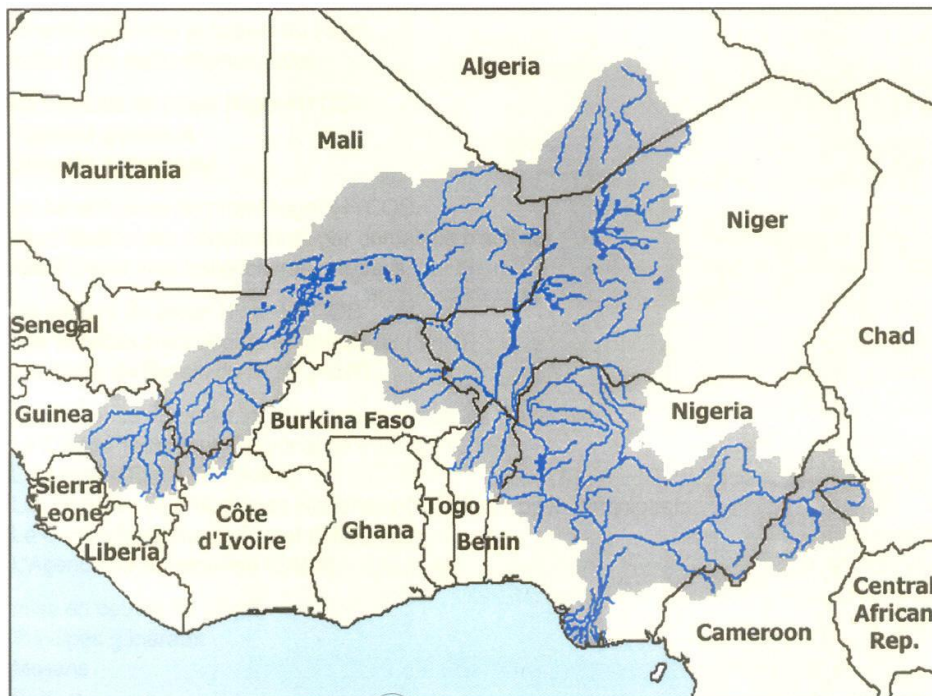 Algeria
Mali
Mauritania
Niger
Senegal
Chad
Guinea
Burkina Faso
Nigeria
Sierra
Leone
Côte
d'Ivoire
Ghana
Togo
Benin
Liberia
Cameroon
Central
African
Rep.